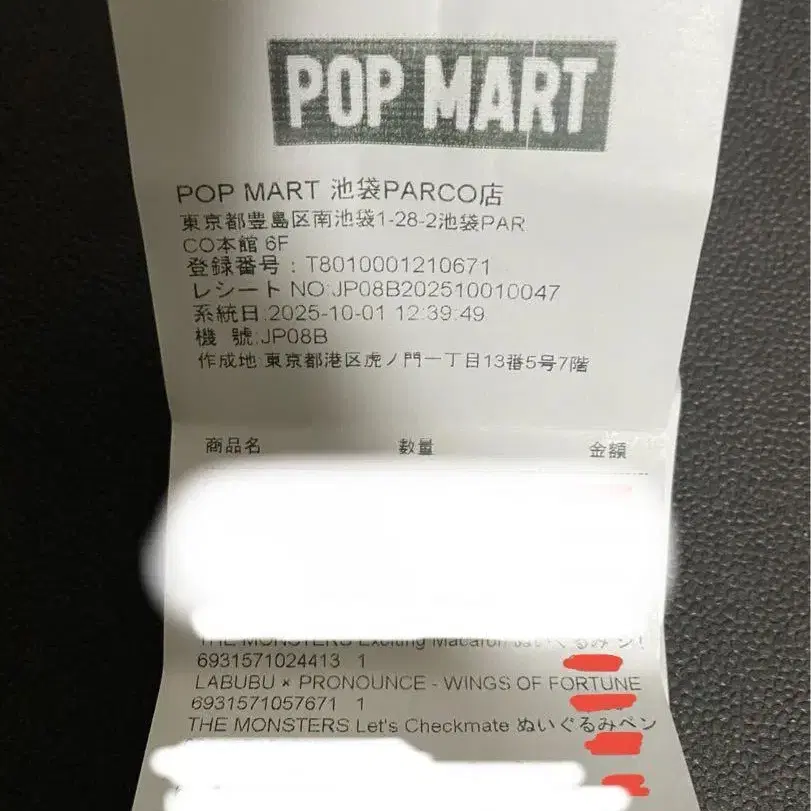 POP MART
POP MART 池袋PARCO店
東京都豊島区南池袋1-28-2池袋PAR
CO本館 6F
登録番号:T8010001210671
レシート NO:JP08B202510010047
系統日:2025-10-01 12:39:49
機 號:JP08B
作成地:東京都港区虎ノ門一丁目13番5号7階
商品名 数量 金額
THE MONSTERS Exciting Macaron ぬいぐるみ
6931571024413 1
LABUBU × PRONOUNCE - WINGS OF FORTUNE
6931571057671 1
THE MONSTERS Let's Checkmate ぬいぐるみペン